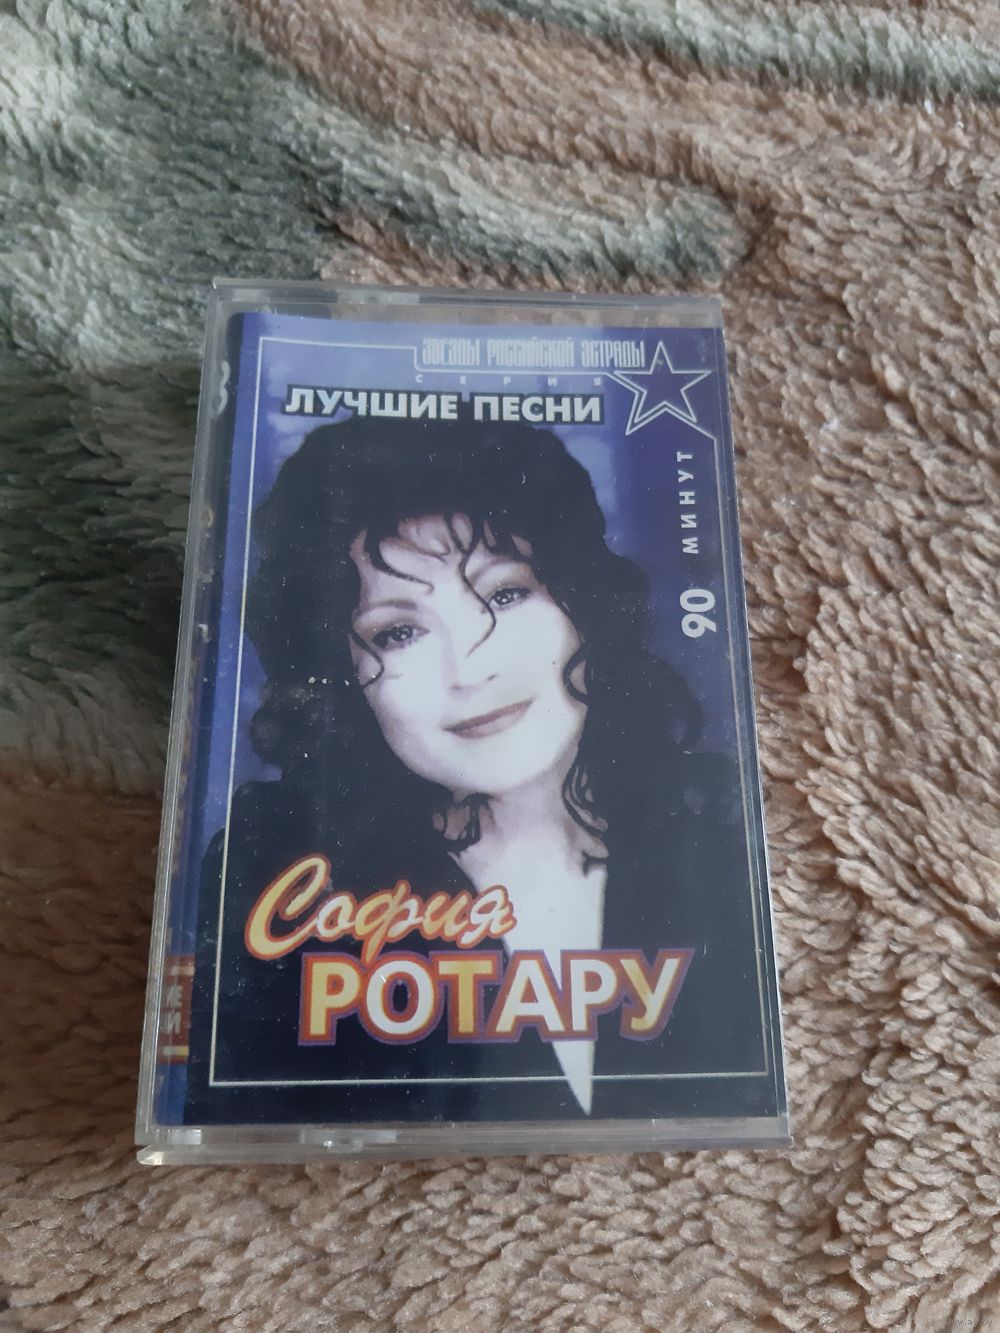 ЗВЕЗДЫ РОССИЙСКОЙ ЭСТРАДЫ
СЕРИЯ
ЛУЧШИЕ ПЕСНИ
90 МИНУТ
София
РОТАРУ